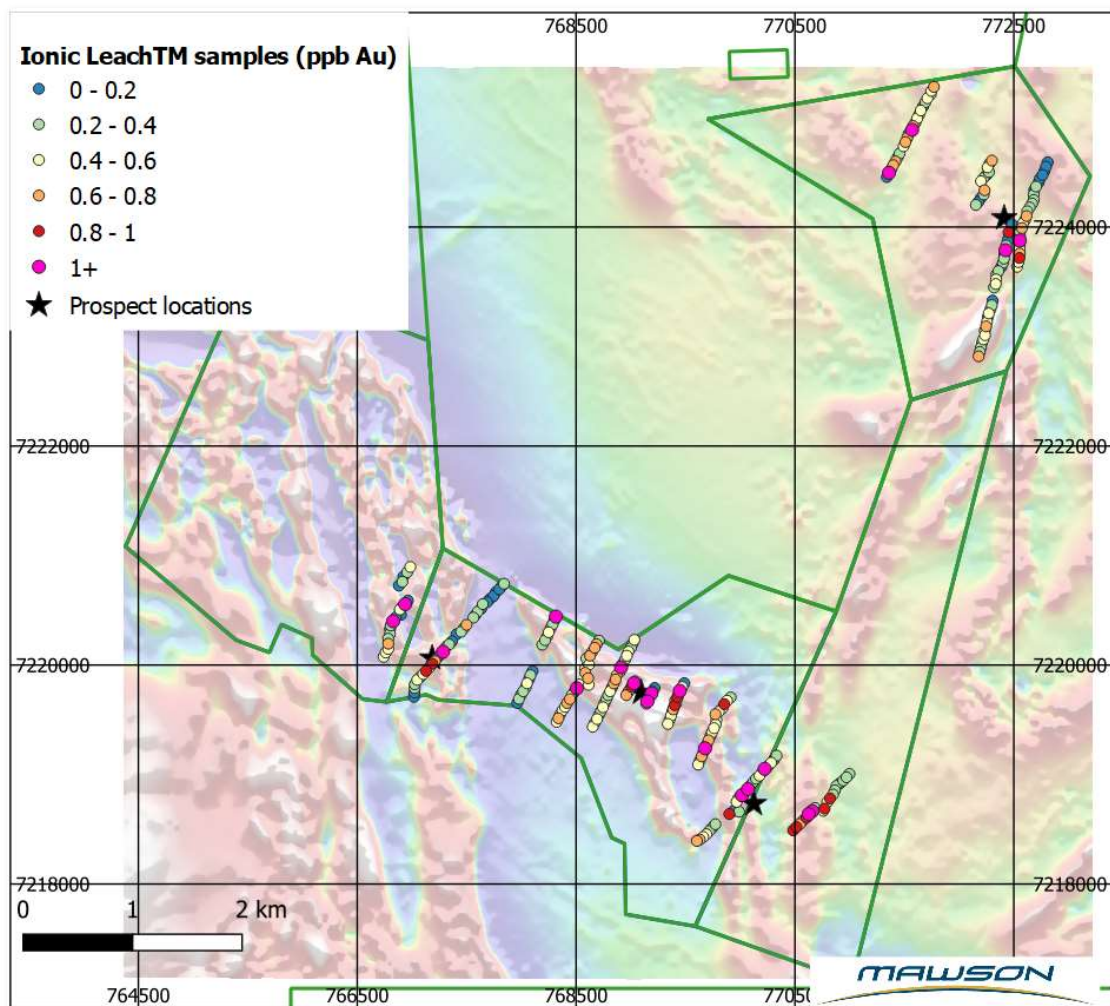 768500 770500 772500
Ionic LeachTM samples (ppb Au)
0 - 0.2
0.2 - 0.4
0.4 - 0.6
0.6 - 0.8
0.8 - 1
1+
Prospect locations
7224000
7222000 7222000
7220000 7220000
7218000 7218000
0 1 2 km
MAWSON
764500 766500 768500